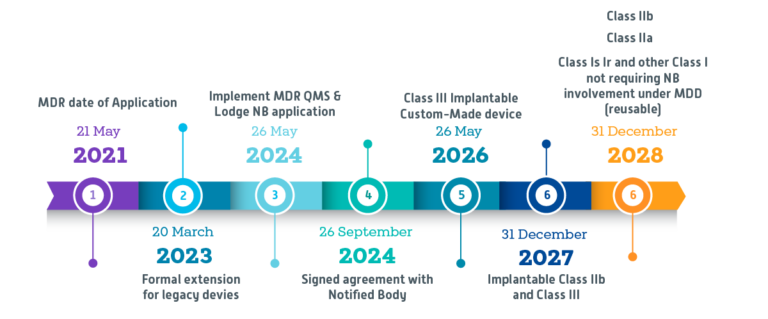 Class IIb
Class IIa
Class Is Ir and other Class I
not requiring NB
involvement under MDD
(reusable)
MDR date of Application
21 May
2021
Implement MDR QMS &
Lodge NB application
26 May
2024
Class III Implantable
Custom-Made device
26 May
2026
31 December
2028
1
2
3
4
5
6
6
20 March
2023
Formal extension
for legacy devies
26 September
2024
Signed agreement with
Notified Body
31 December
2027
Implantable Class IIb
and Class III